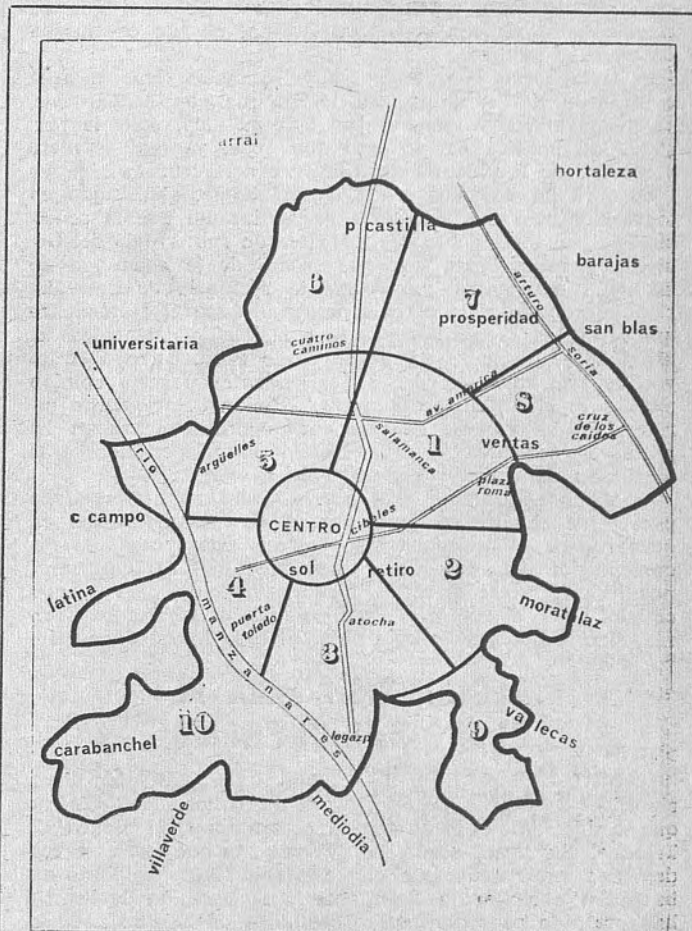 hortaleza
p castilla
barajas
6
7
arturo
prosperidad
san blas
universitaria
cuatro
caminos
soria
av. america
8
cruz
de los
caidos
salamanca
1
ventas
argüelles
5
plaza
roma
rio
c campo
CENTRO
cibeles
4
sol
retiro
2
latina
puerta
toledo
manzanares
atocha
moratalaz
3
10
legazpi
9
vallecas
carabanchel
villaverde
mediodia